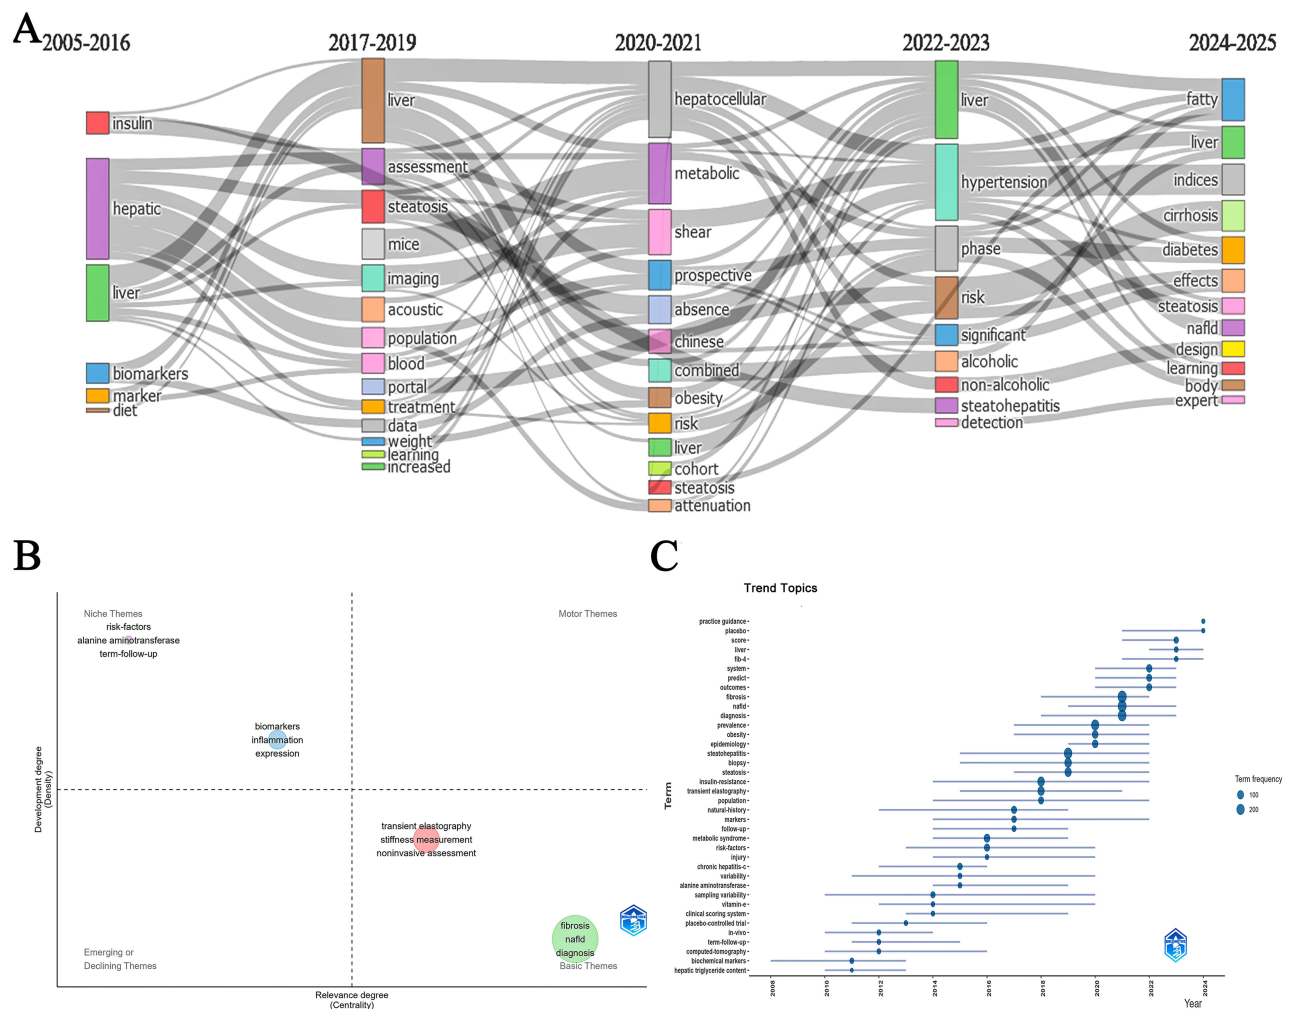 A
2005-2016
2017-2019
2020-2021
2022-2023
2024-2025
insulin
hepatic
liver
biomarkers
marker
diet
liver
assessment
steatosis
mice
imaging
acoustic
population
blood
portal
treatment
data
weight
learning
increased
hepatocellular
metabolic
shear
prospective
absence
chinese
combined
obesity
risk
liver
cohort
steatosis
attenuation
liver
hypertension
phase
risk
significant
alcoholic
non-alcoholic
steatohepatitis
detection
fatty
liver
indices
cirrhosis
diabetes
effects
steatosis
nafld
design
learning
body
expert
B
Niche Themes
risk-factors
alanine aminotransferase
term-follow-up
Motor Themes
biomarkers
inflammation
expression
transient elastography
stiffness measurement
noninvasive assessment
fibrosis
nafld
diagnosis
Basic Themes
Emerging or
Declining Themes
Development degree
(Density)
Relevance degree
(Centrality)
C
Trend Topics
Term
practice guidance
placebo
score
liver
fib-4
system
predict
outcomes
fibrosis
nafld
diagnosis
prevalence
obesity
epidemiology
steatohepatitis
biopsy
steatosis
insulin-resistance
transient elastography
population
natural-history
markers
follow-up
metabolic syndrome
risk-factors
injury
chronic hepatitis-c
variability
alanine aminotransferase
sampling variability
vitamin-e
clinical scoring system
placebo-controlled trial
in-vivo
term-follow-up
computed-tomography
biochemical markers
hepatic triglyceride content
2008
2010
2012
2014
2016
2018
2020
2022
2024
Year
Term frequency
100
200